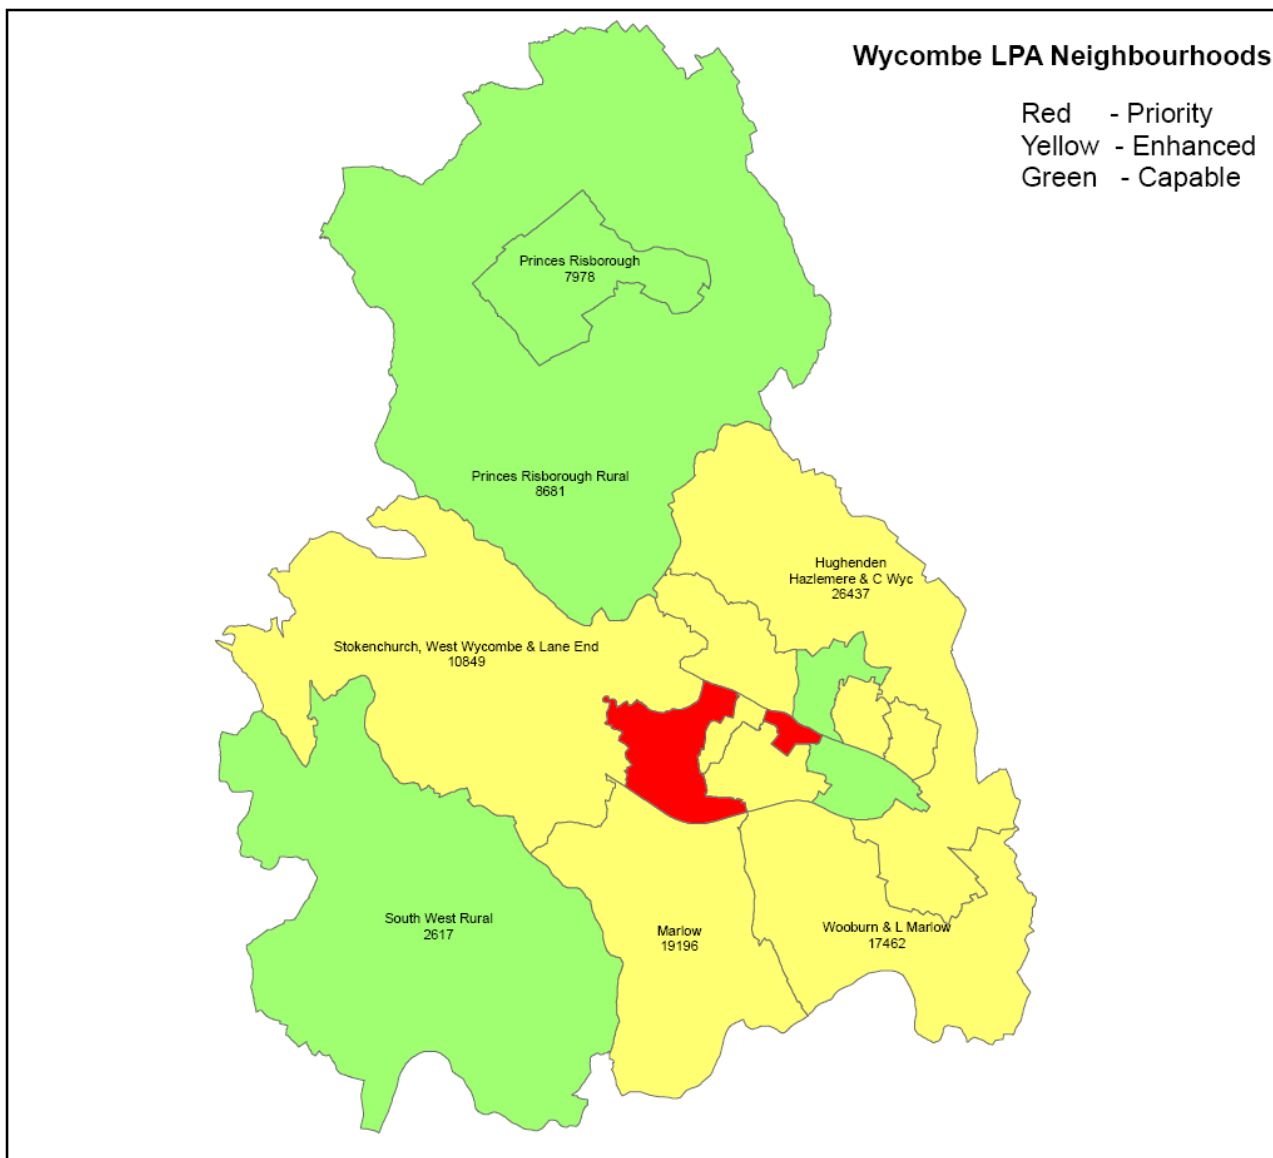 Wycombe LPA Neighbourhoods
Red - Priority
Yellow - Enhanced
Green - Capable
Princes Risborough
7978
Princes Risborough Rural
8681
Hughenden
Hazlemere & C Wyc
26437
Stokenchurch, West Wycombe & Lane End
10849
South West Rural
2617
Marlow
19196
Wooburn & L Marlow
17462